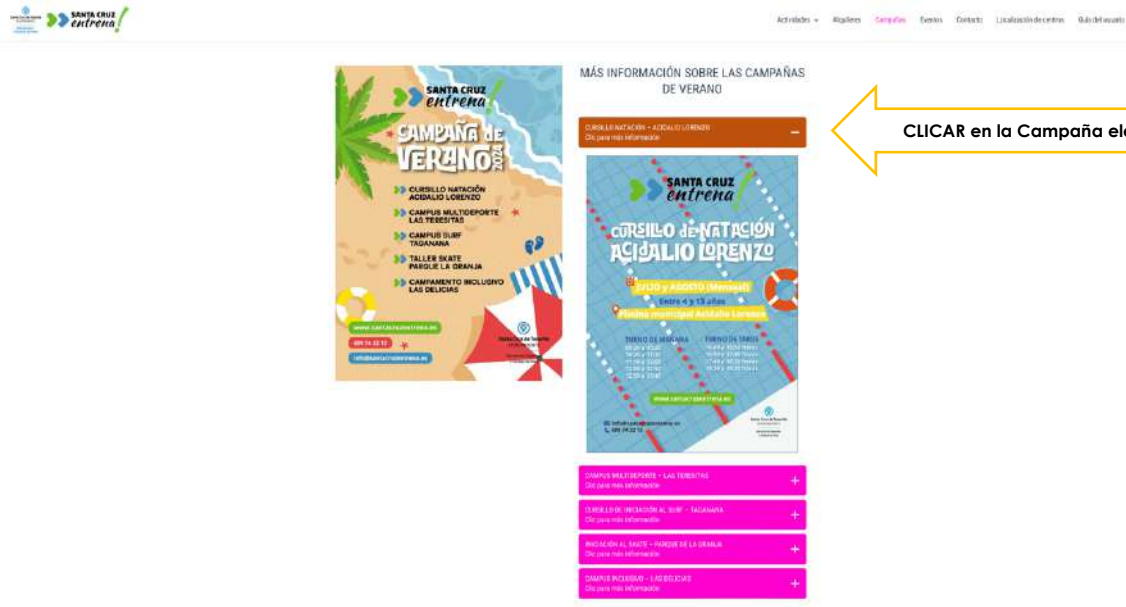 SANTA CRUZ
entrena!
Actividades
Alquileres
Campañas
Eventos
Contacto
Localización de centros
Guía del usuario
MÁS INFORMACIÓN SOBRE LAS CAMPAÑAS
DE VERANO
SANTA CRUZ
entrena!
CAMPAÑA de
VERANO 2024
CURSILLO NATACIÓN
ACIDALIO LORENZO
CAMPUS MULTIDEPORTE
LAS TERESITAS
CAMPUS SURF
TAGANANA
TALLER SKATE
PARQUE LA GRANJA
CAMPAMENTO INCLUSIVO
LAS DELICIAS
www.santacruzentrena.es
info@santacruzentrena.es
CURSILLO NATACIÓN – ACIDALIO LORENZO
Clic para más información
CLICAR en la Campaña ele
SANTA CRUZ
entrena!
CURSILLO de NATACIÓN
ACIDALIO LORENZO
JULIO y AGOSTO (Mensual)
Entre 4 y 13 años
Piscina municipal Acidalio Lorenzo
TURNO DE MAÑANA
TURNO DE TARDE
www.santacruzentrena.es
CAMPUS MULTIDEPORTE – LAS TERESITAS
Clic para más información
CURSILLO DE INICIACIÓN AL SURF – TAGANANA
Clic para más información
INICIACIÓN AL SKATE – PARQUE DE LA GRANJA
Clic para más información
CAMPUS INCLUSIVO – LAS DELICIAS
Clic para más información